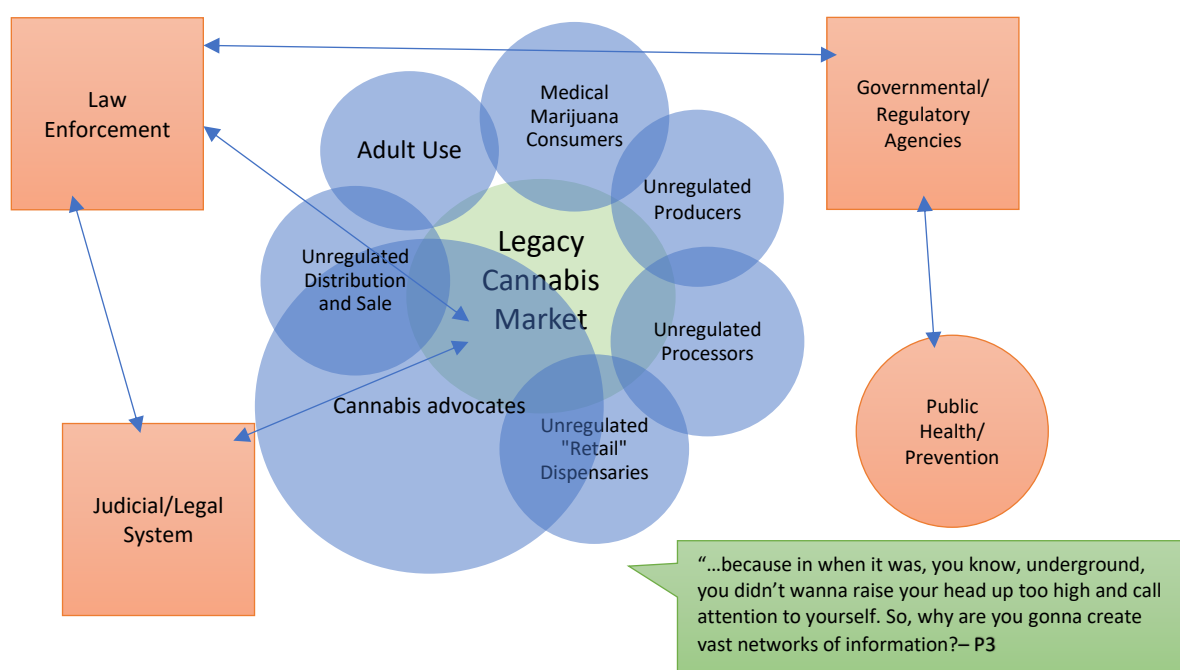 Law
Enforcement
Adult Use
Medical
Marijuana
Consumers
Governmental/
Regulatory
Agencies
Unregulated
Producers
Unregulated
Distribution
and Sale
Legacy
Cannabis
Market
Unregulated
Processors
Cannabis advocates
Unregulated
"Retail"
Dispensaries
Public
Health/
Prevention
Judicial/Legal
System
“…because in when it was, you know, underground,
you didn’t wanna raise your head up too high and call
attention to yourself. So, why are you gonna create
vast networks of information?– P3